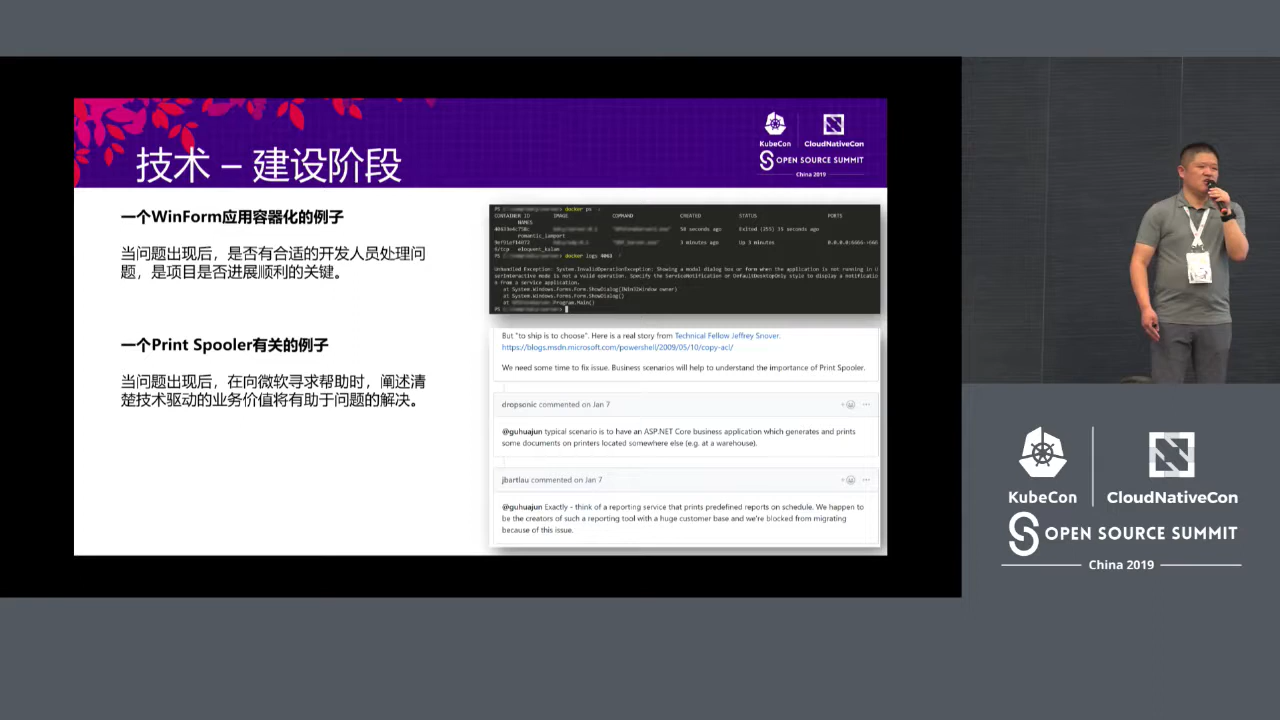 技术 – 建设阶段
KubeCon
CloudNativeCon
OPEN SOURCE SUMMIT
China 2019
一个WinForm应用容器化的例子
当问题出现后，是否有合适的开发人员处理问
题，是项目是否进展顺利的关键。
一个Print Spooler有关的例子
当问题出现后，在向微软寻求帮助时，阐述清
楚技术驱动的业务价值将有助于问题的解决。
docker ps
CONTAINER ID IMAGE COMMAND CREATED STATUS PORTS
NAMES
50 seconds ago Exited (255) 35 seconds ago
romantic_lamport
3 minutes ago Up 3 minutes
docker logs 4063
Unhandled Exception: System.InvalidOperationException: Showing a modal dialog box or form when the application is not running in U
serInteractive mode is not a valid operation. Specify the ServiceNotification or DefaultDesktopOnly style to display a notificatio
n from a service application.
at System.Windows.Forms.Form.ShowDialog(IWin32Window owner)
at System.Windows.Forms.Form.ShowDialog()
Program.Main()
But "to ship is to choose". Here is a real story from Technical Fellow Jeffrey Snover.
https://blogs.msdn.microsoft.com/powershell/2009/05/10/copy-acl/
We need some time to fix issue. Business scenarios will help to understand the importance of Print Spooler.
dropsonic commented on Jan 7
@guhuajun typical scenario is to have an ASP.NET Core business application which generates and prints
some documents on printers located somewhere else (e.g. at a warehouse).
jbartlau commented on Jan 7
@guhuajun Exactly - think of a reporting service that prints predefined reports on schedule. We happen to
be the creators of such a reporting tool with a huge customer base and we're blocked from migrating
because of this issue.
KubeCon
CloudNativeCon
OPEN SOURCE SUMMIT
China 2019